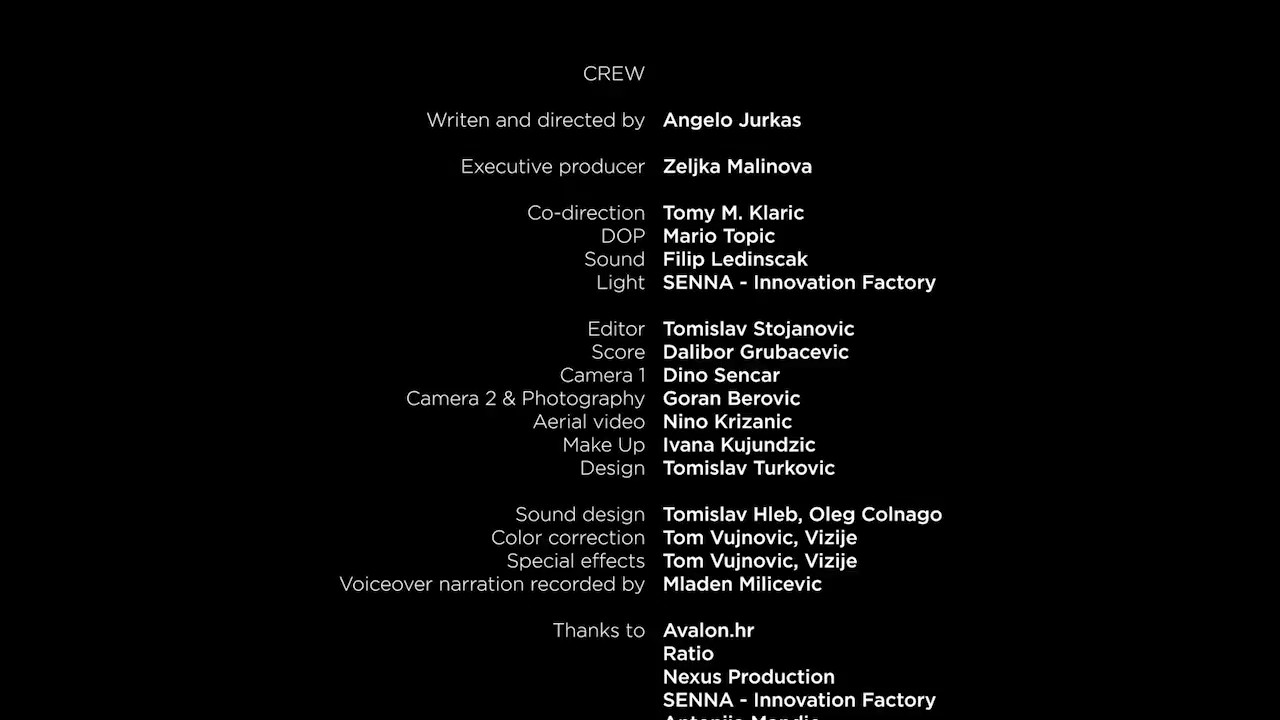 CREW
Writen and directed by Angelo Jurkas
Executive producer Zeljka Malinova
Co-direction Tomy M. Klaric
DOP Mario Topic
Sound Filip Ledinscak
Light SENNA - Innovation Factory
Editor Tomislav Stojanovic
Score Dalibor Grubacevic
Camera 1 Dino Sencar
Camera 2 & Photography Goran Berovic
Aerial video Nino Krizanic
Make Up Ivana Kujundzic
Design Tomislav Turkovic
Sound design Tomislav Hleb, Oleg Colnago
Color correction Tom Vujnovic, Vizije
Special effects Tom Vujnovic, Vizije
Voiceover narration recorded by Mladen Milicevic
Thanks to Avalon.hr
Ratio
Nexus Production
SENNA - Innovation Factory